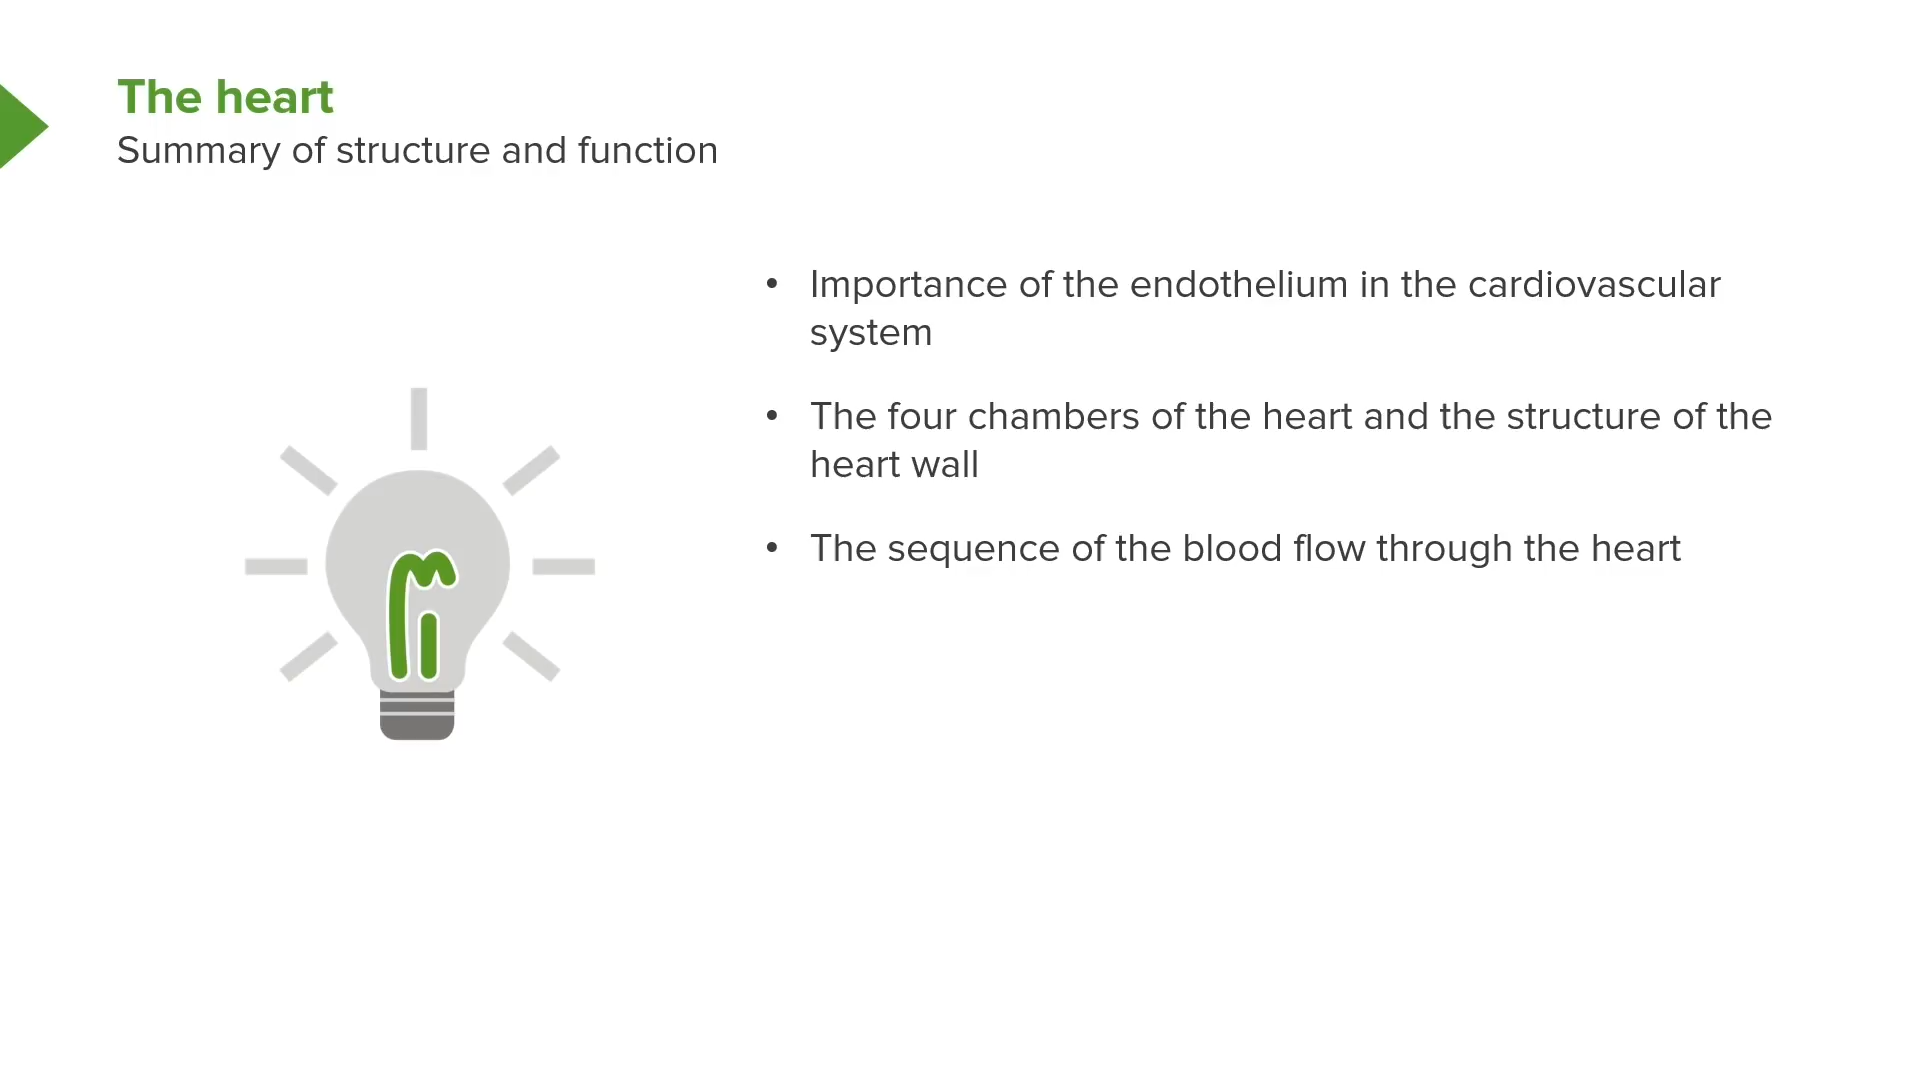 The heart
Summary of structure and function
• Importance of the endothelium in the cardiovascular
system
• The four chambers of the heart and the structure of the
heart wall
• The sequence of the blood flow through the heart